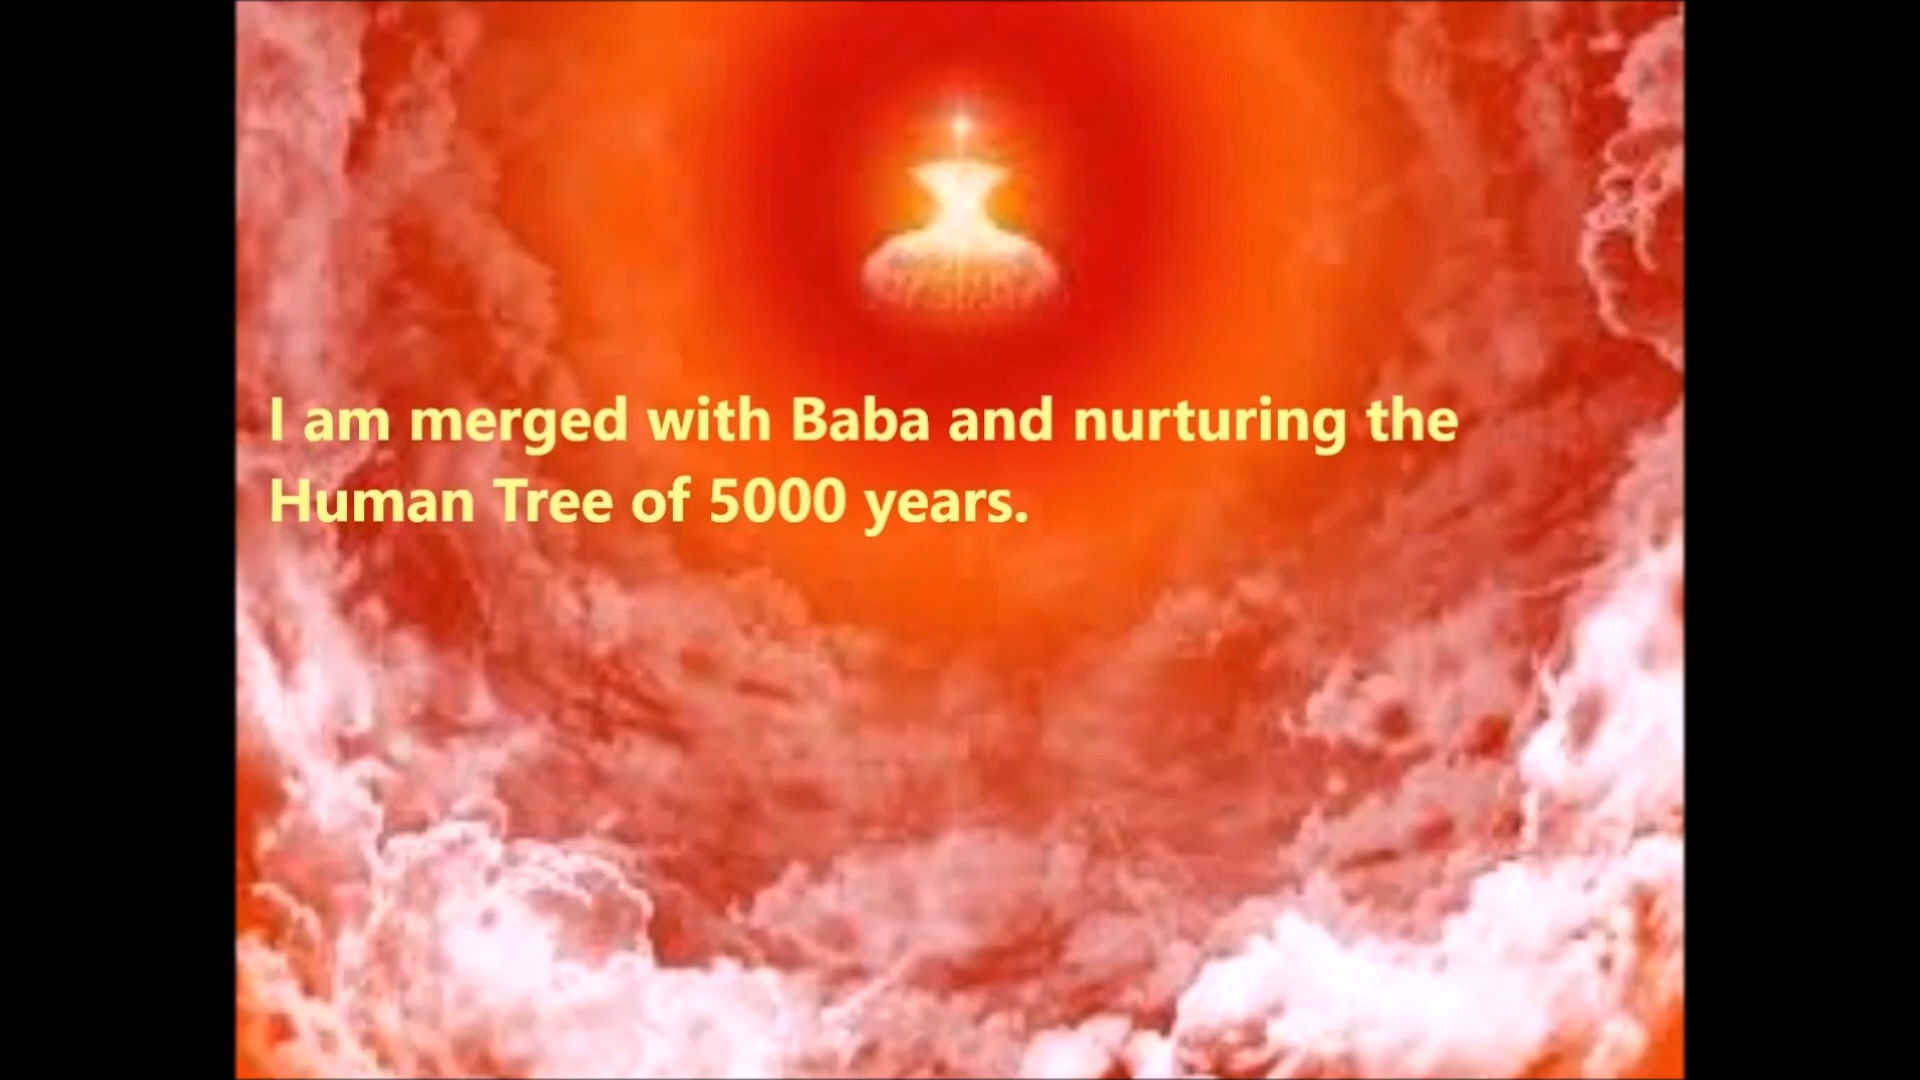 I am merged with Baba and nurturing the
Human Tree of 5000 years.